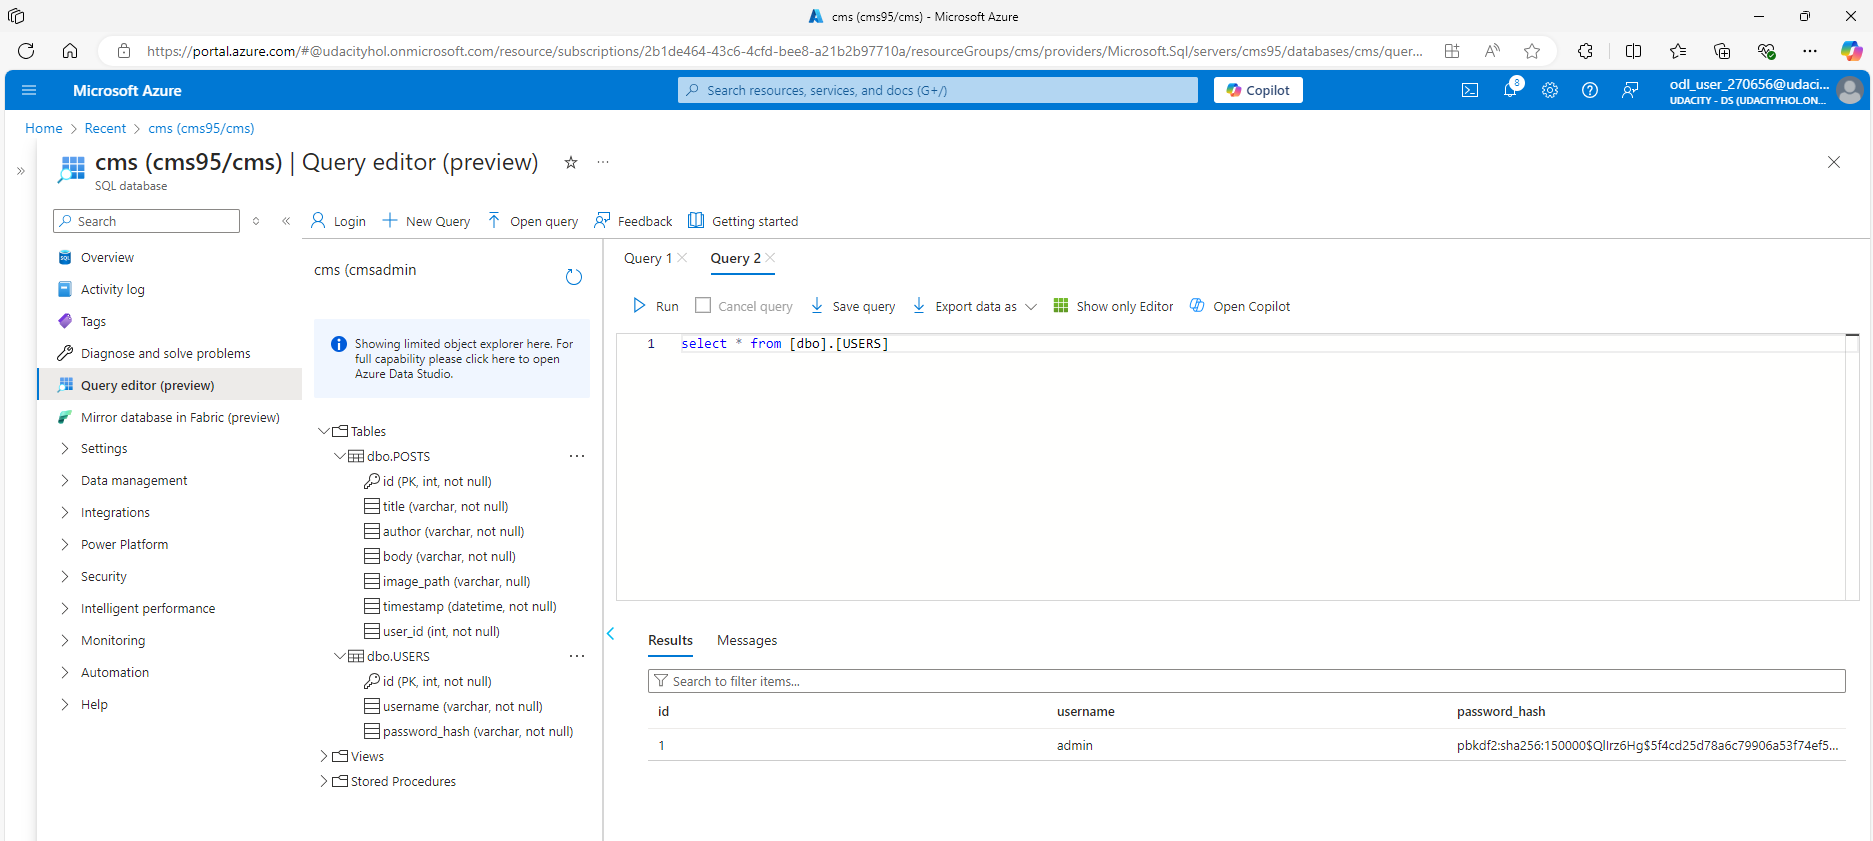 cms (cms95/cms) - Microsoft Azure
https://portal.azure.com/#@udacityhol.onmicrosoft.com/resource/subscriptions/2b1de464-43c6-4cfd-bee8-a21b2b97710a/resourceGroups/cms/providers/Microsoft.Sql/servers/cms95/databases/cms/quer...
Microsoft Azure
Search resources, services, and docs (G+/)
Copilot
8
odl_user_270656@udaci...
UDACITY - DS (UDACITYHOL.ON...
Home > Recent > cms (cms95/cms)
cms (cms95/cms) | Query editor (preview)
SQL database
Search
Login
New Query
Open query
Feedback
Getting started
Overview
Activity log
Tags
Diagnose and solve problems
Query editor (preview)
Mirror database in Fabric (preview)
Settings
Data management
Integrations
Power Platform
Security
Intelligent performance
Monitoring
Automation
Help
cms (cmsadmin
Showing limited object explorer here. For
full capability please click here to open
Azure Data Studio.
Tables
dbo.POSTS
id (PK, int, not null)
title (varchar, not null)
author (varchar, not null)
body (varchar, not null)
image_path (varchar, null)
timestamp (datetime, not null)
user_id (int, not null)
dbo.USERS
id (PK, int, not null)
username (varchar, not null)
password_hash (varchar, not null)
Views
Stored Procedures
Query 1
Query 2
Run
Cancel query
Save query
Export data as
Show only Editor
Open Copilot
1 select * from [dbo].[USERS]
Results
Messages
Search to filter items...
id username password_hash
1 admin pbkdf2:sha256:150000$QlIrz6Hg$5f4cd25d78a6c79906a53f74ef5...